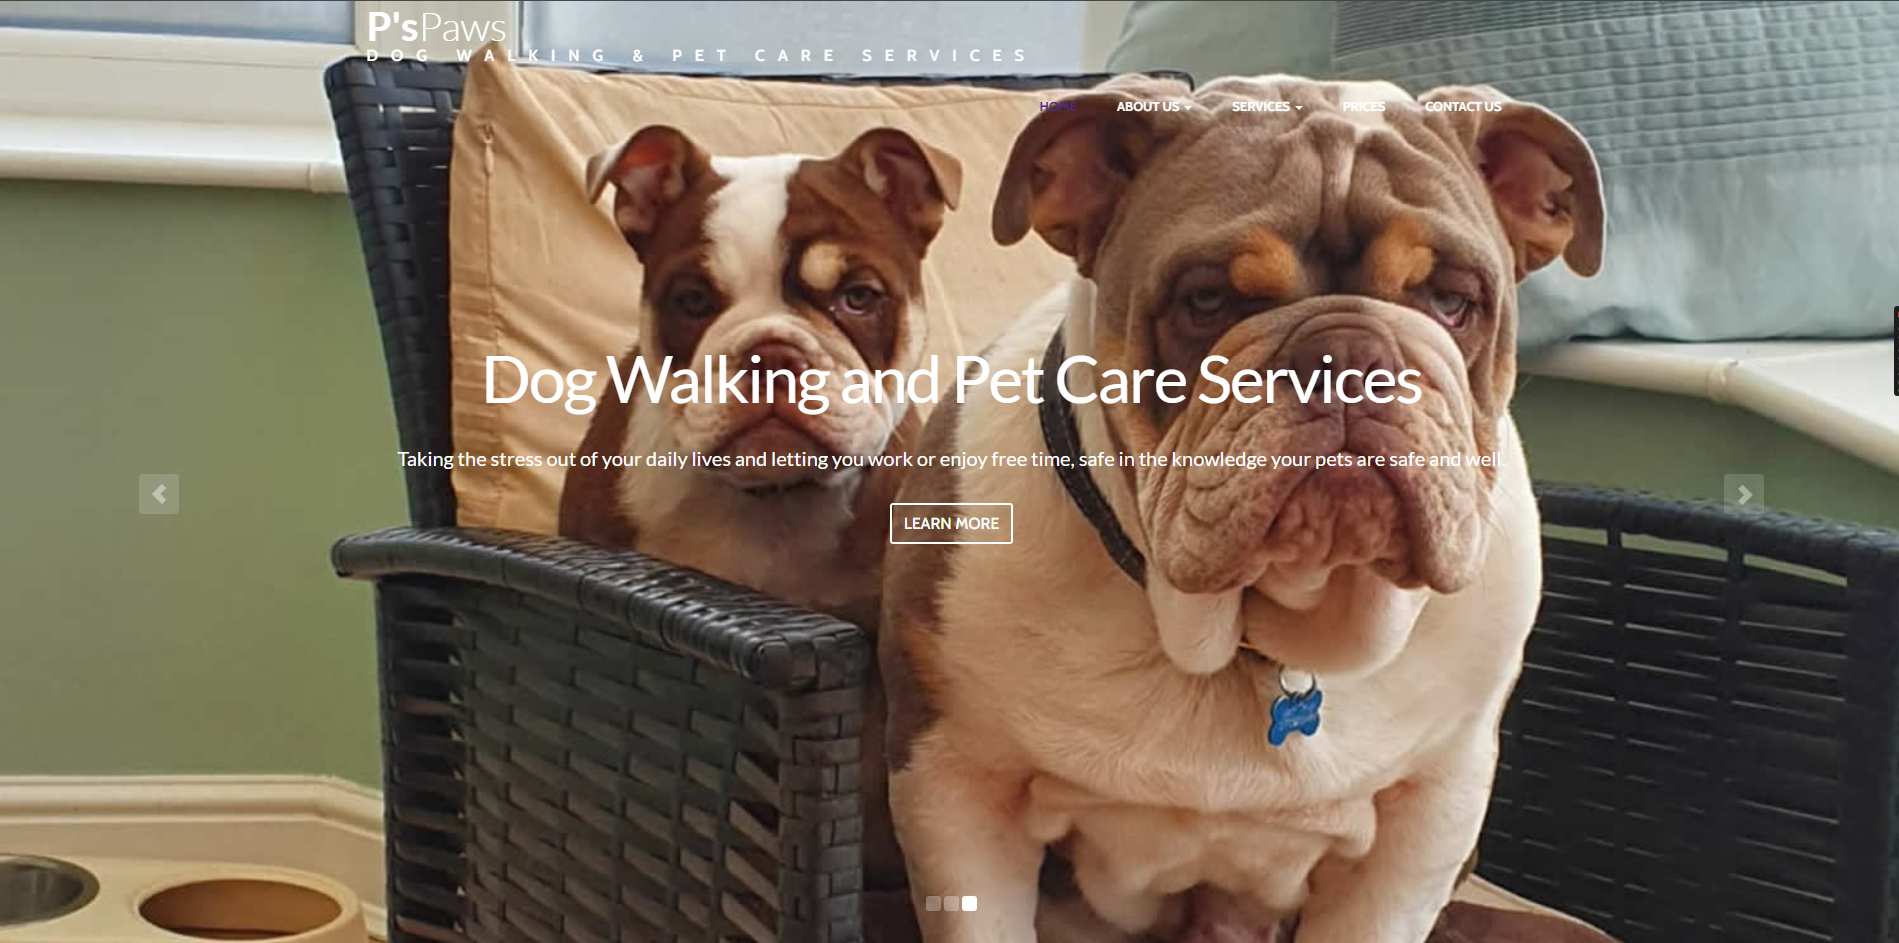 P'sPaws
DOG WALKING & PET CARE SERVICES
HOME ABOUT US SERVICES PRICES CONTACT US
Dog Walking and Pet Care Services
Taking the stress out of your daily lives and letting you work or enjoy free time, safe in the knowledge your pets are safe and well.
LEARN MORE